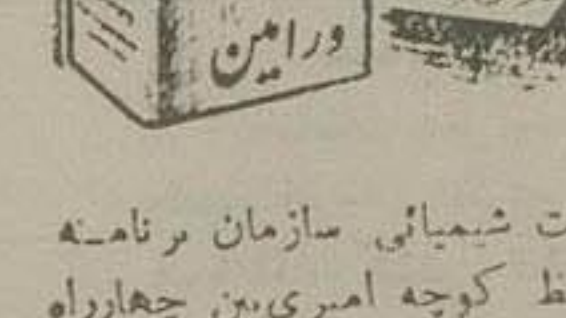 ورامین
ت شیمیائی سازمان برنامه
ظ کوچه امیری بین چهارراه